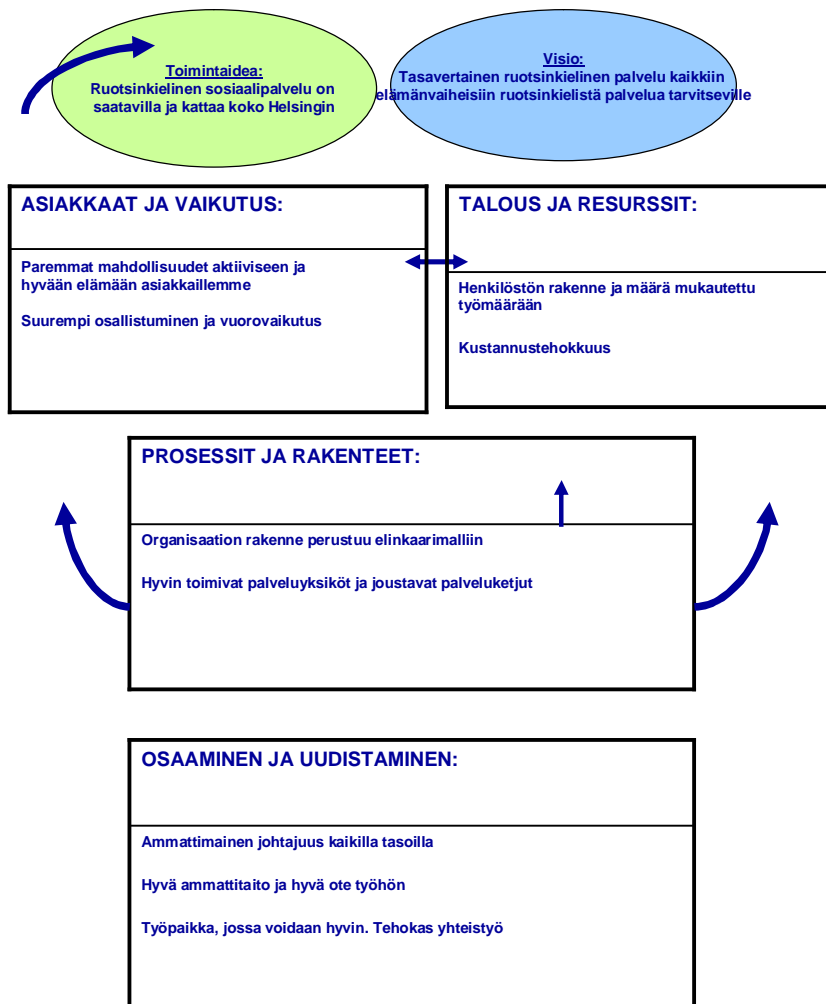 Toimintaidea:
Ruotsinkielinen sosiaalipalvelu on
saatavilla ja kattaa koko Helsingin
Visio:
Tasavertainen ruotsinkielinen palvelu kaikkiin
elämänvaiheisiin ruotsinkielistä palvelua tarvitseville
ASIAKKAAT JA VAIKUTUS:
Paremmat mahdollisuudet aktiiviseen ja
hyvään elämään asiakkaillemme
Suurempi osallistuminen ja vuorovaikutus
TALOUS JA RESURSSIT:
Henkilöstön rakenne ja määrä mukautettu
työmäärään
Kustannustehokkuus
PROSESSIT JA RAKENTEET:
Organisaation rakenne perustuu elinkaarimalliin
Hyvin toimivat palveluyksiköt ja joustavat palveluketjut
OSAAMINEN JA UUDISTAMINEN:
Ammattimainen johtajuus kaikilla tasoilla
Hyvä ammattitaito ja hyvä ote työhön
Työpaikka, jossa voidaan hyvin. Tehokas yhteistyö